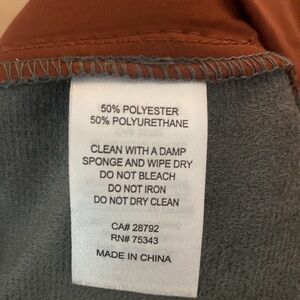 50% POLYESTER
50% POLYURETHANE
CLEAN WITH A DAMP
SPONGE AND WIPE DRY
DO NOT BLEACH
DO NOT IRON
DO NOT DRY CLEAN
CA# 28792
RN# 75343
MADE IN CHINA